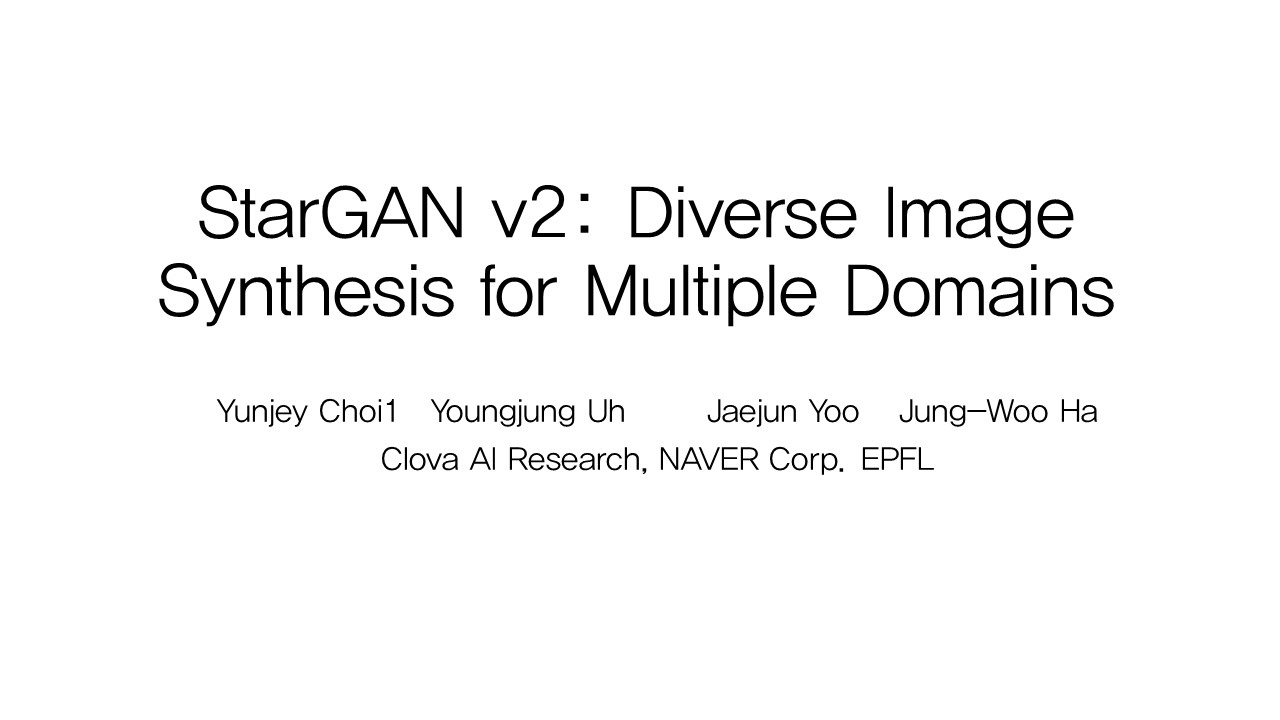 StarGAN v2: Diverse Image
Synthesis for Multiple Domains
Yunjey Choi1 Youngjung Uh Jaejun Yoo Jung-Woo Ha
Clova AI Research, NAVER Corp. EPFL